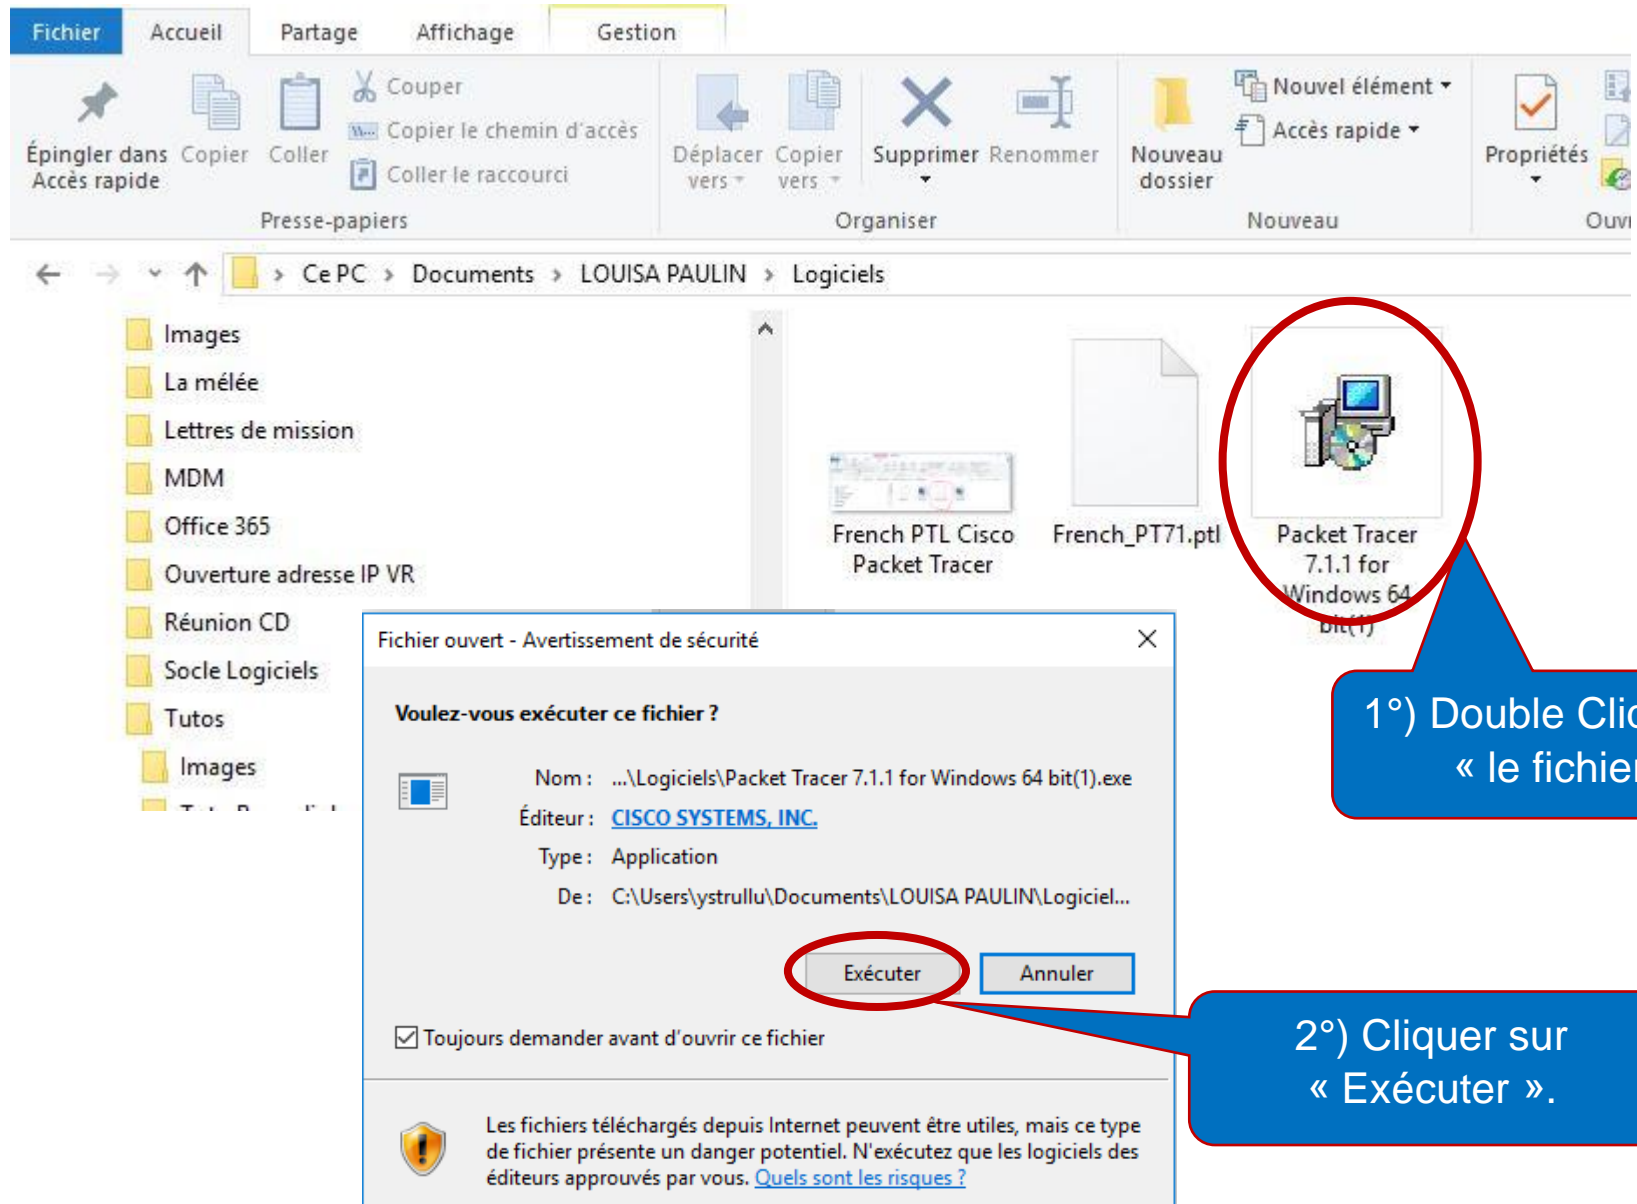 Fichier Accueil Partage Affichage Gestion
Épingler dans
Accès rapide
Copier
Coller
Couper
Copier le chemin d'accès
Coller le raccourci
Presse-papiers
Déplacer
vers
Copier
vers
Supprimer
Renommer
Organiser
Nouveau
dossier
Nouvel élément
Accès rapide
Nouveau
Propriétés
Ouvr
> Ce PC > Documents > LOUISA PAULIN > Logiciels
Images
La mélée
Lettres de mission
MDM
Office 365
Ouverture adresse IP VR
Réunion CD
Socle Logiciels
Tutos
Images
French PTL Cisco
Packet Tracer
French_PT71.ptl
Packet Tracer
7.1.1 for
Windows 64
bit(1)
1°) Double Clic
« le fichier
Fichier ouvert - Avertissement de sécurité
Voulez-vous exécuter ce fichier ?
Nom : ...\Logiciels\Packet Tracer 7.1.1 for Windows 64 bit(1).exe
Éditeur : CISCO SYSTEMS, INC.
Type : Application
De : C:\Users\ystrullu\Documents\LOUISA PAULIN\Logiciel...
Exécuter Annuler
Toujours demander avant d'ouvrir ce fichier
2°) Cliquer sur
« Exécuter ».
Les fichiers téléchargés depuis Internet peuvent être utiles, mais ce type
de fichier présente un danger potentiel. N'exécutez que les logiciels des
éditeurs approuvés par vous. Quels sont les risques ?